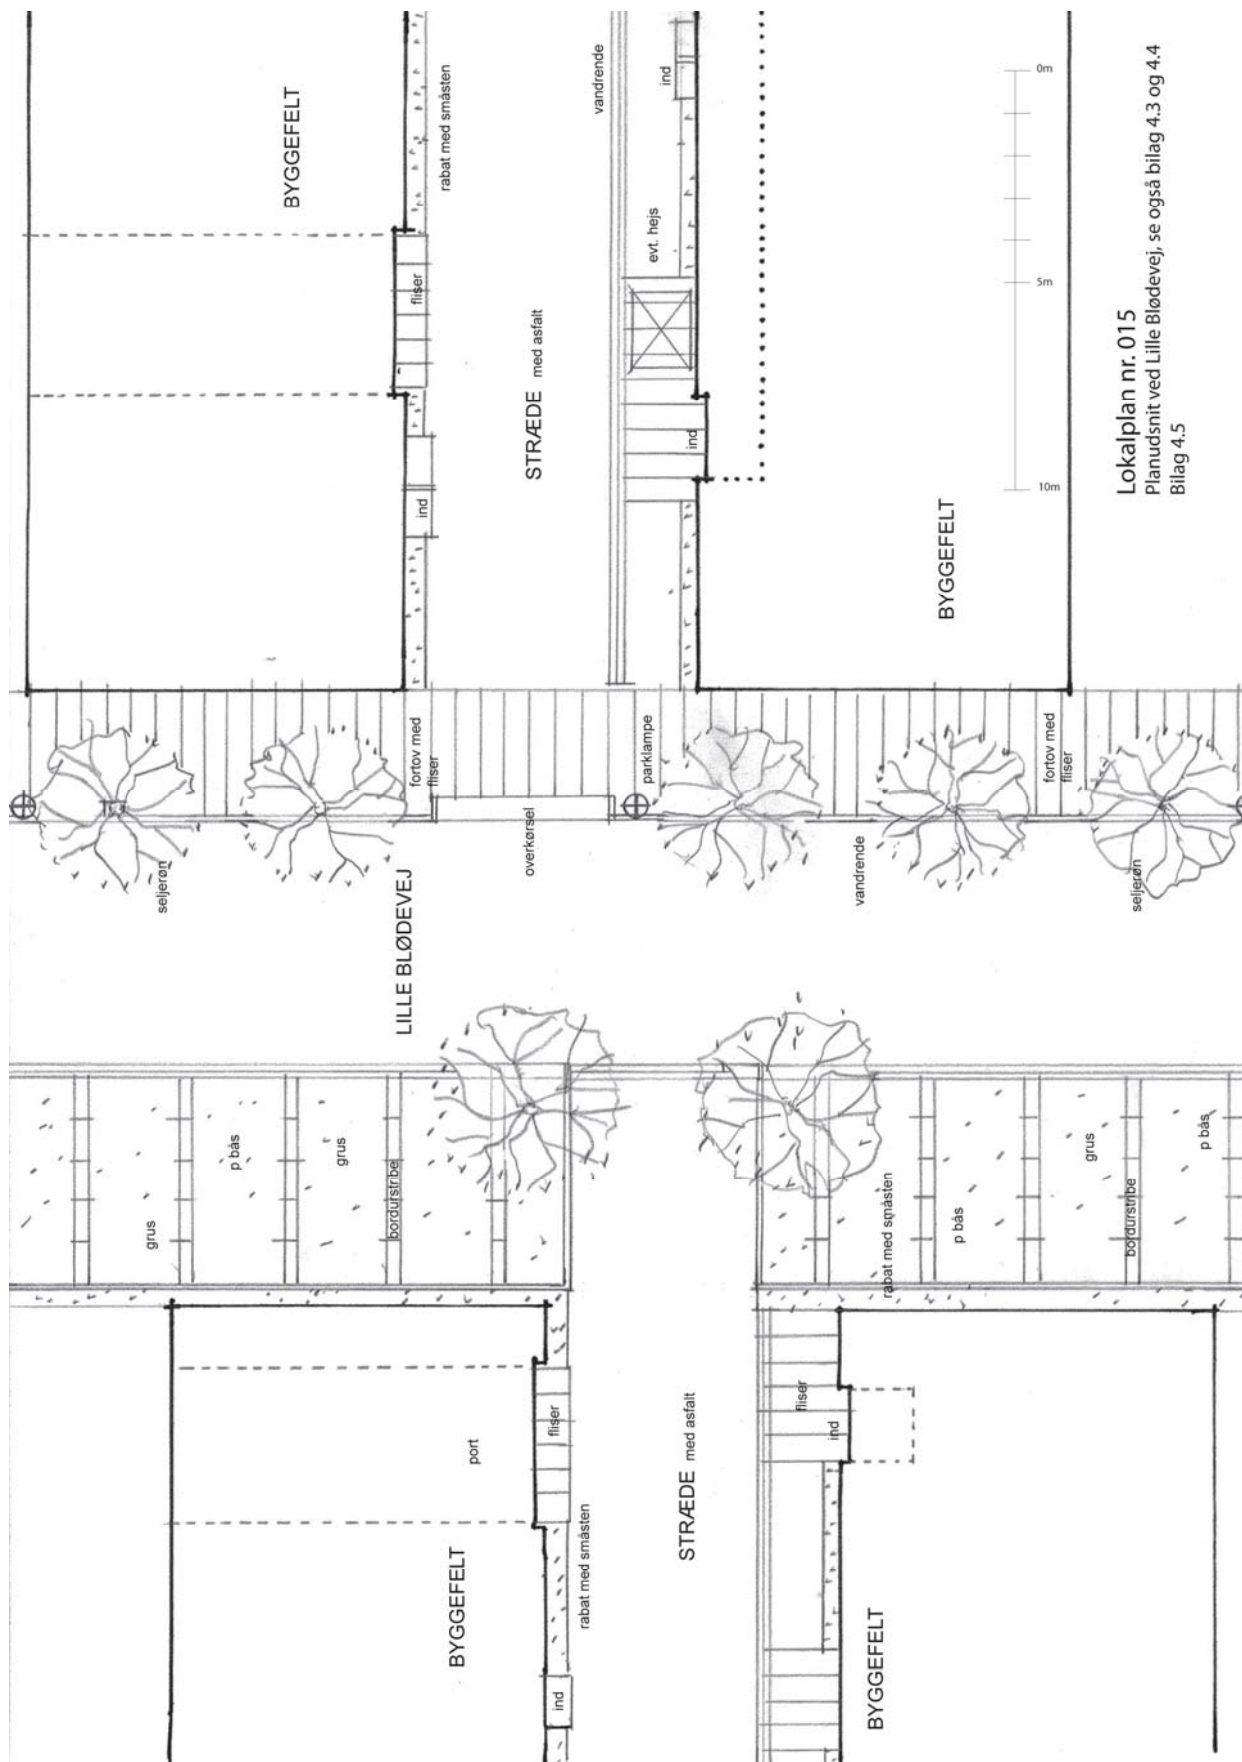 BYGGEFELT
rabat med småsten
fliser
ind
STRÆDE med asfalt
vandrende
ind
evt. hejs
ind
BYGGEFELT
0m
5m
10m
Lokalplan nr. 015
Planudsnit ved Lille Blødevej, se også bilag 4.3 og 4.4
Bilag 4.5
seljerøn
fortov med
fliser
overkørsel
parklampe
vandrende
fortov med
fliser
seljerøn
LILLE BLØDEVEJ
grus
p bås
grus
bordurstribe
rabat med småsten
p bås
grus
bordurstribe
p bås
port
fliser
BYGGEFELT
ind
rabat med småsten
STRÆDE med asfalt
fliser
ind
BYGGEFELT